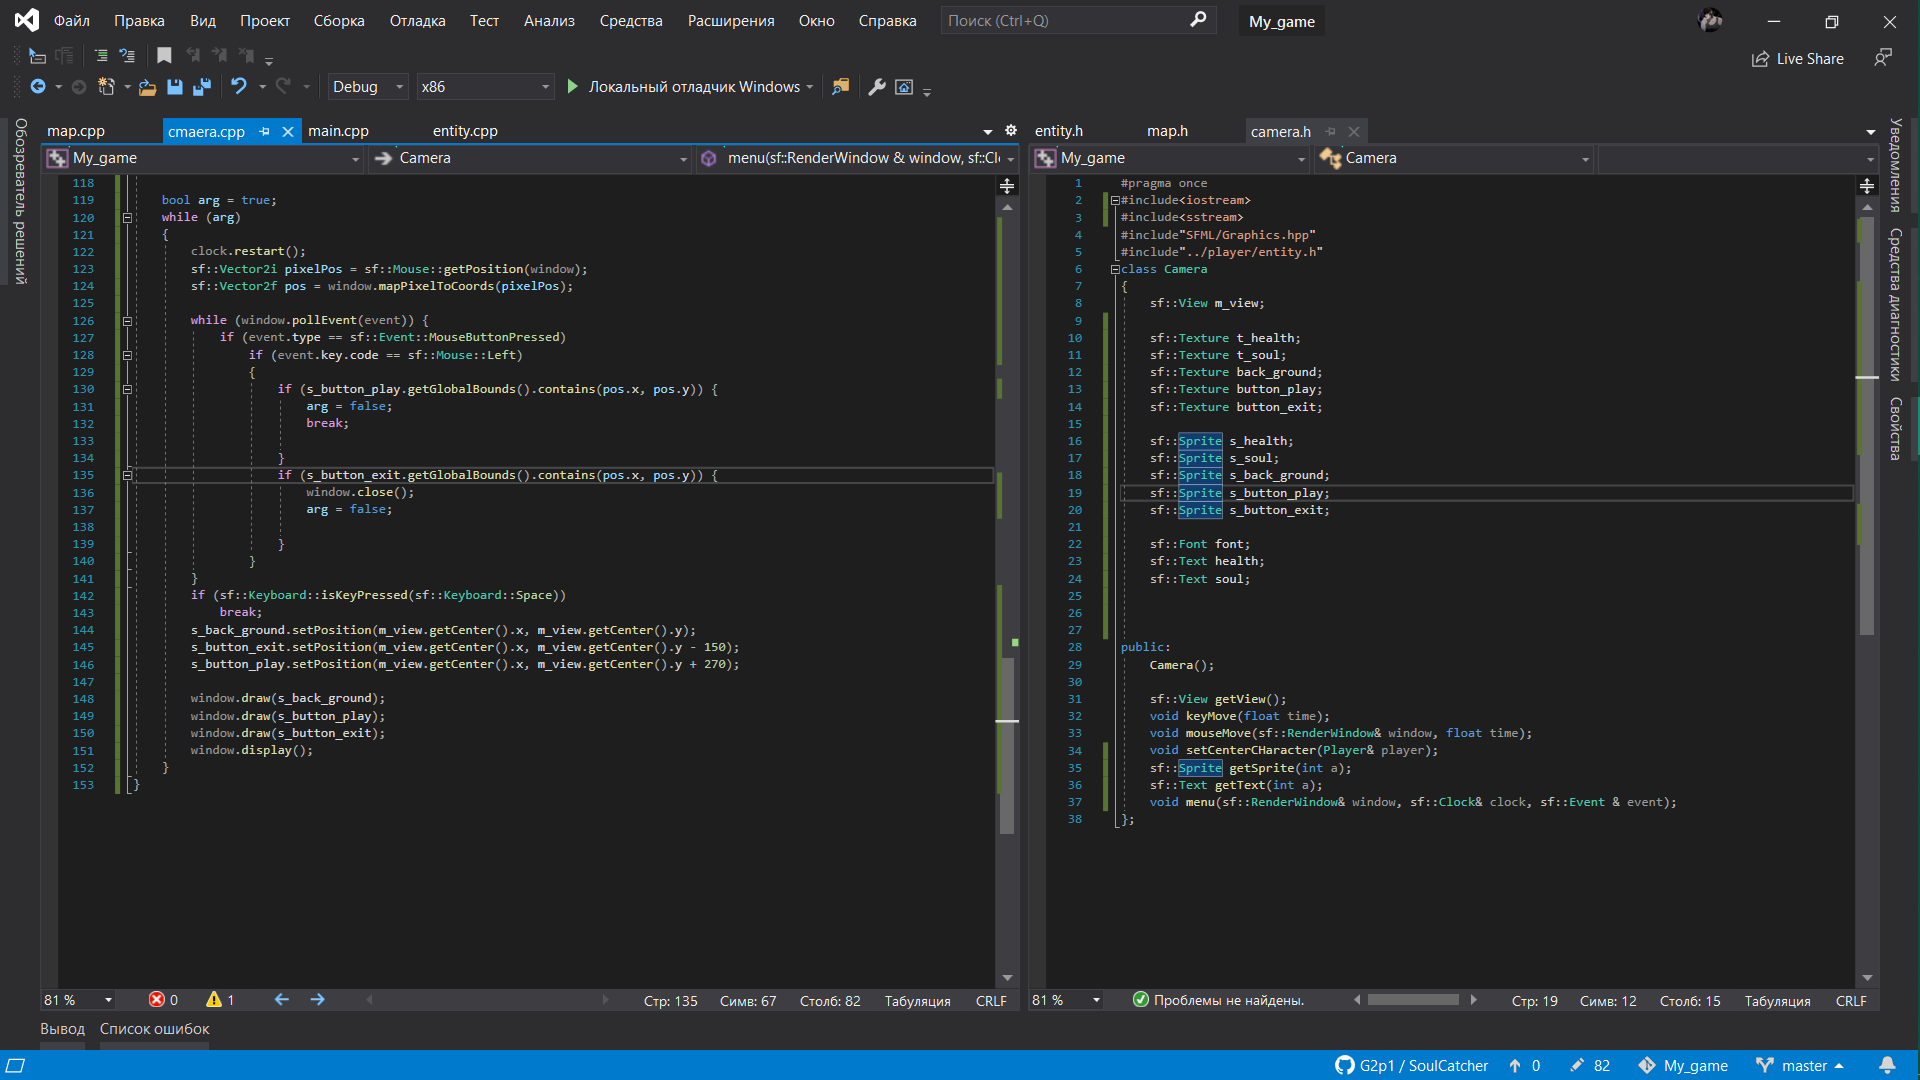 Файл Правка Вид Проект Сборка Отладка Тест Анализ Средства Расширения Окно Справка Поиск (Ctrl+Q) My_game
Live Share
Debug x86 Локальный отладчик Windows
Обозреватель решений
map.cpp cmaera.cpp main.cpp entity.cpp
My_game Camera menu(sf::RenderWindow & window, sf::Cl
118
119 bool arg = true;
120 while (arg)
121 {
122 clock.restart();
123 sf::Vector2i pixelPos = sf::Mouse::getPosition(window);
124 sf::Vector2f pos = window.mapPixelToCoords(pixelPos);
125
126 while (window.pollEvent(event)) {
127 if (event.type == sf::Event::MouseButtonPressed)
128 if (event.key.code == sf::Mouse::Left)
129 {
130 if (s_button_play.getGlobalBounds().contains(pos.x, pos.y)) {
131 arg = false;
132 break;
133
134 }
135 if (s_button_exit.getGlobalBounds().contains(pos.x, pos.y)) {
136 window.close();
137 arg = false;
138
139 }
140 }
141 }
142 if (sf::Keyboard::isKeyPressed(sf::Keyboard::Space))
143 break;
144 s_back_ground.setPosition(m_view.getCenter().x, m_view.getCenter().y);
145 s_button_exit.setPosition(m_view.getCenter().x, m_view.getCenter().y - 150);
146 s_button_play.setPosition(m_view.getCenter().x, m_view.getCenter().y + 270);
147
148 window.draw(s_back_ground);
149 window.draw(s_button_play);
150 window.draw(s_button_exit);
151 window.display();
152 }
153 }
81 % 0 1 Стр: 135 Симв: 67 Столб: 82 Табуляция CRLF
entity.h map.h camera.h
My_game Camera
1 #pragma once
2 #include<iostream>
3 #include<sstream>
4 #include"SFML/Graphics.hpp"
5 #include"../player/entity.h"
6 class Camera
7 {
8 sf::View m_view;
9
10 sf::Texture t_health;
11 sf::Texture t_soul;
12 sf::Texture back_ground;
13 sf::Texture button_play;
14 sf::Texture button_exit;
15
16 sf::Sprite s_health;
17 sf::Sprite s_soul;
18 sf::Sprite s_back_ground;
19 sf::Sprite s_button_play;
20 sf::Sprite s_button_exit;
21
22 sf::Font font;
23 sf::Text health;
24 sf::Text soul;
25
26
27
28 public:
29 Camera();
30
31 sf::View getView();
32 void keyMove(float time);
33 void mouseMove(sf::RenderWindow& window, float time);
34 void setCenterCHaracter(Player& player);
35 sf::Sprite getSprite(int a);
36 sf::Text getText(int a);
37 void menu(sf::RenderWindow& window, sf::Clock& clock, sf::Event & event);
38 };
81 % Проблемы не найдены. Стр: 19 Симв: 12 Столб: 15 Табуляция CRLF
Уведомления
Средства диагностики
Свойства
Вывод Список ошибок
G2p1 / SoulCatcher 0 82 My_game master